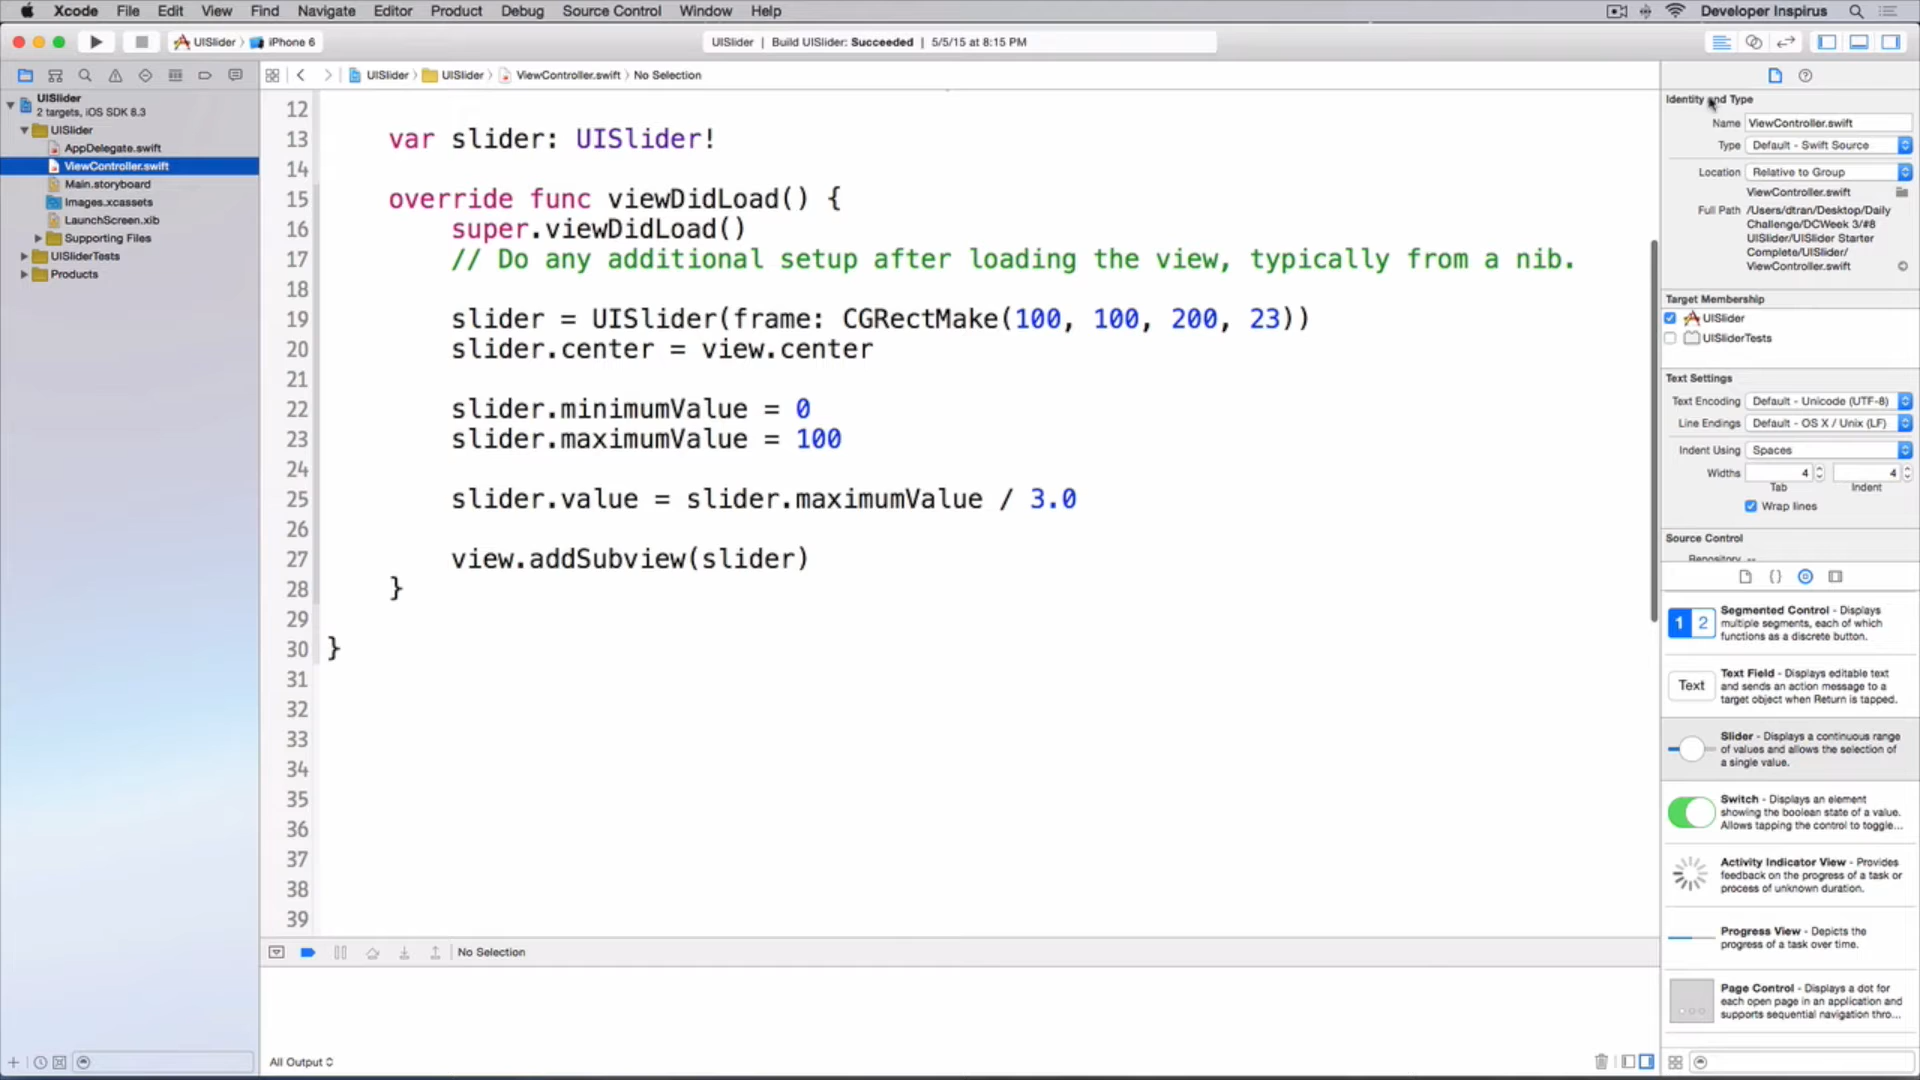 Xcode File Edit View Find Navigate Editor Product Debug Source Control Window Help Developer Inspirus
UISlider iPhone 6 UISlider | Build UISlider: Succeeded | 5/5/15 at 8:15 PM
UISlider UISlider ViewController.swift No Selection
UISlider
2 targets, iOS SDK 8.3
UISlider
AppDelegate.swift
ViewController.swift
Main.storyboard
Images.xcassets
LaunchScreen.xib
Supporting Files
UISliderTests
Products
12
13 var slider: UISlider!
14
15 override func viewDidLoad() {
16 super.viewDidLoad()
17 // Do any additional setup after loading the view, typically from a nib.
18
19 slider = UISlider(frame: CGRectMake(100, 100, 200, 23))
20 slider.center = view.center
21
22 slider.minimumValue = 0
23 slider.maximumValue = 100
24
25 slider.value = slider.maximumValue / 3.0
26
27 view.addSubview(slider)
28 }
29
30 }
31
32
33
34
35
36
37
38
39
No Selection
All Output
Identity and Type
Name ViewController.swift
Type Default - Swift Source
Location Relative to Group
ViewController.swift
Full Path /Users/dtran/Desktop/Daily
Challenge/DCWeek 3/#8
UISlider/UISlider Starter
Complete/UISlider/
ViewController.swift
Target Membership
UISlider
UISliderTests
Text Settings
Text Encoding Default - Unicode (UTF-8)
Line Endings Default - OS X / Unix (LF)
Indent Using Spaces
Widths 4 4
Tab Indent
Wrap lines
Source Control
Repository --
1 2
Segmented Control - Displays
multiple segments, each of which
functions as a discrete button.
Text
Text Field - Displays editable text
and sends an action message to a
target object when Return is tapped.
Slider - Displays a continuous range
of values and allows the selection of
a single value.
Switch - Displays an element
showing the boolean state of a value.
Allows tapping the control to toggle...
Activity Indicator View - Provides
feedback on the progress of a task or
process of unknown duration.
Progress View - Depicts the
progress of a task over time.
Page Control - Displays a dot for
each open page in an application and
supports sequential navigation thro...